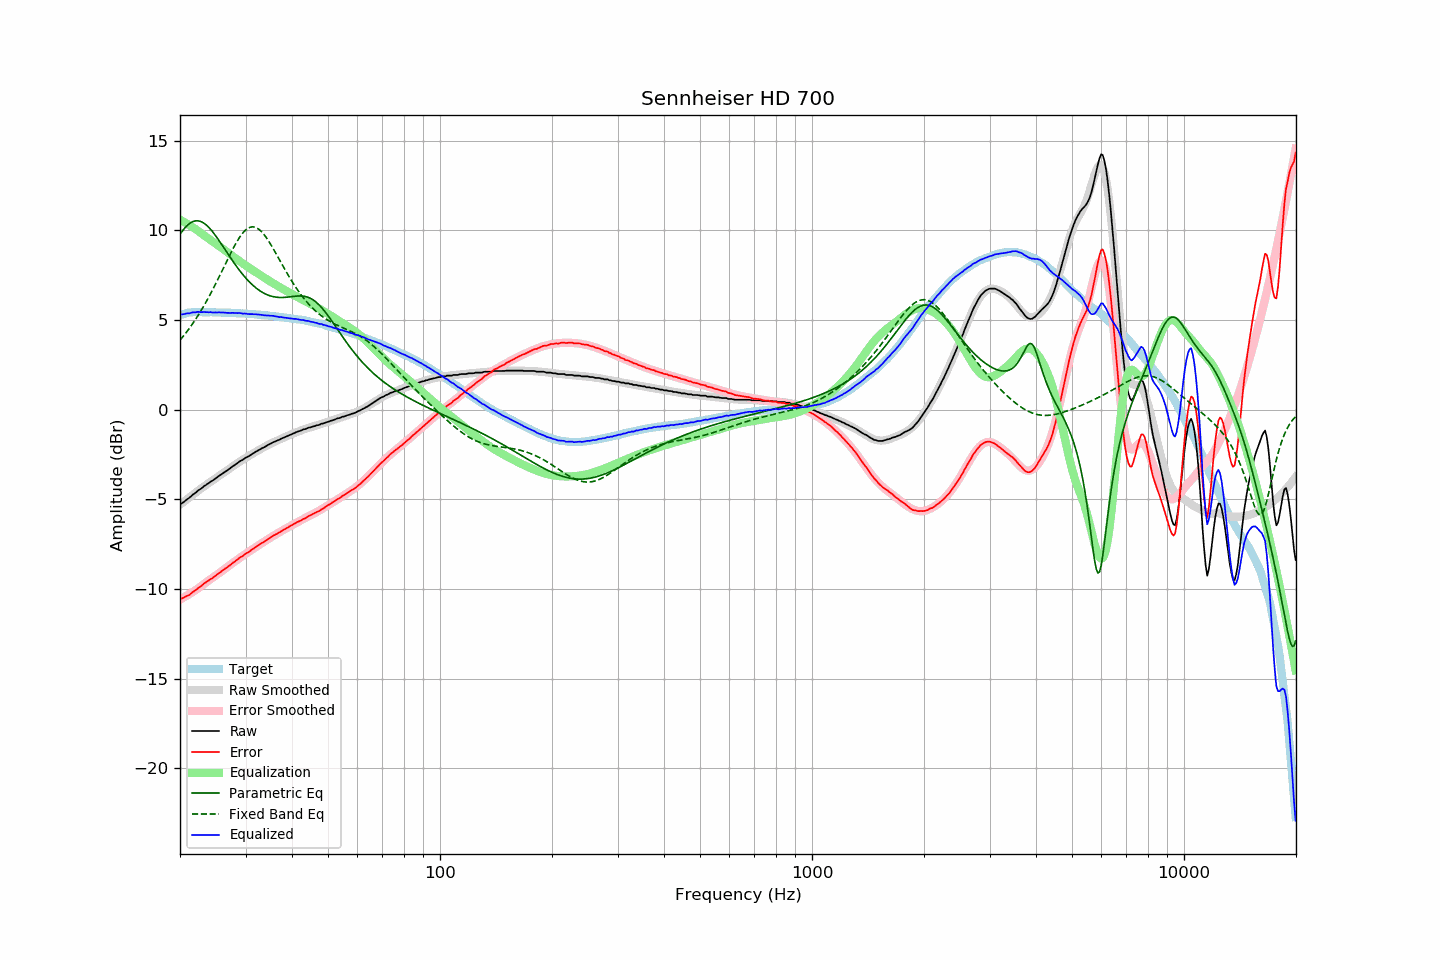 Sennheiser HD 700
15
10
5
0
−5
−10
−15
−20
Amplitude (dBr)
Target
Raw Smoothed
Error Smoothed
Raw
Error
Equalization
Parametric Eq
Fixed Band Eq
Equalized
100
1000
10000
Frequency (Hz)